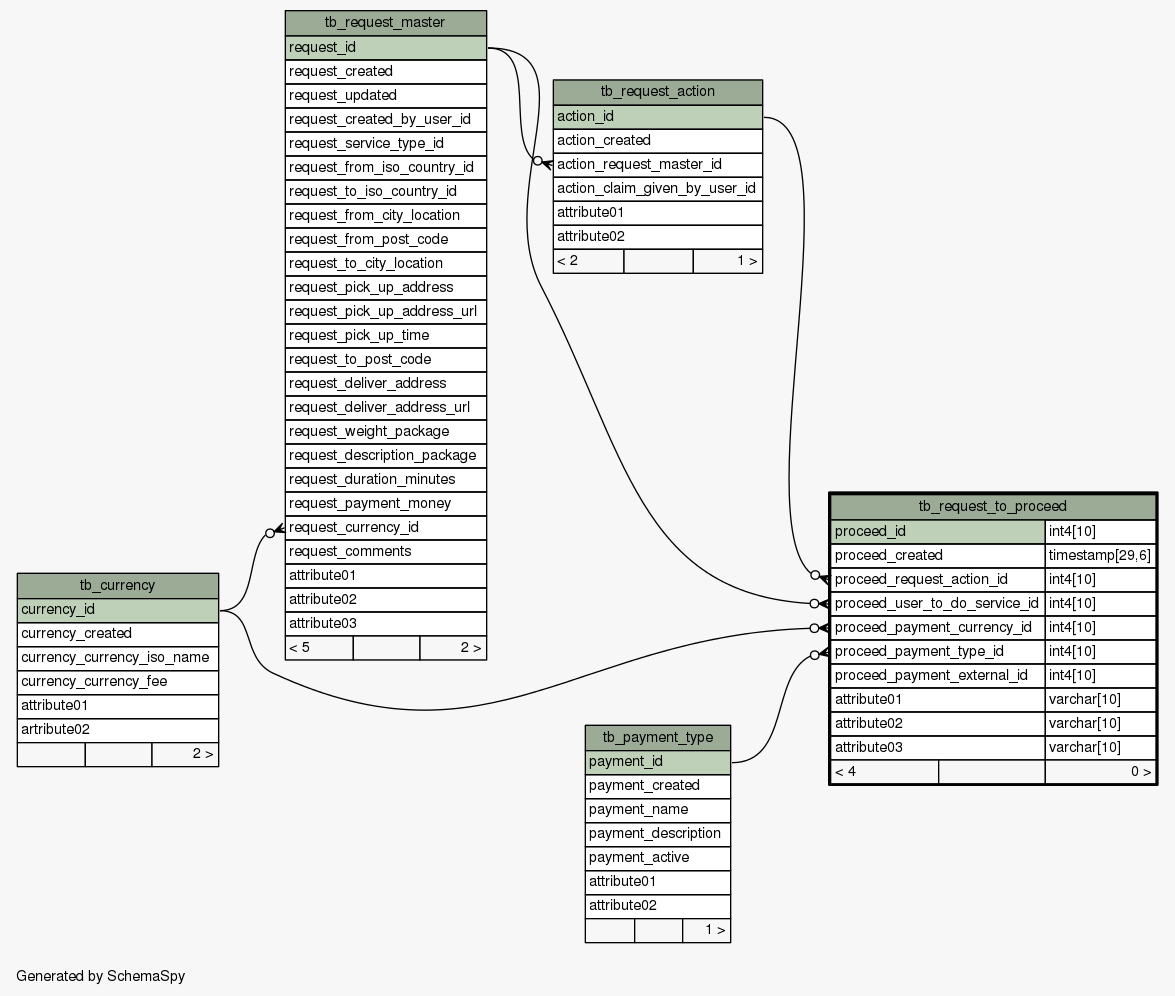 tb_request_master
request_id
request_created
request_updated
request_created_by_user_id
request_service_type_id
request_from_iso_country_id
request_to_iso_country_id
request_from_city_location
request_from_post_code
request_to_city_location
request_pick_up_address
request_pick_up_address_url
request_pick_up_time
request_to_post_code
request_deliver_address
request_deliver_address_url
request_weight_package
request_description_package
request_duration_minutes
request_payment_money
request_currency_id
request_comments
attribute01
attribute02
attribute03
< 5 2 >
tb_request_action
action_id
action_created
action_request_master_id
action_claim_given_by_user_id
attribute01
attribute02
< 2 1 >
tb_request_to_proceed
proceed_id int4[10]
proceed_created timestamp[29,6]
proceed_request_action_id int4[10]
proceed_user_to_do_service_id int4[10]
proceed_payment_currency_id int4[10]
proceed_payment_type_id int4[10]
proceed_payment_external_id int4[10]
attribute01 varchar[10]
attribute02 varchar[10]
attribute03 varchar[10]
< 4 0 >
tb_currency
currency_id
currency_created
currency_currency_iso_name
currency_currency_fee
attribute01
artribute02
2 >
tb_payment_type
payment_id
payment_created
payment_name
payment_description
payment_active
attribute01
attribute02
1 >
Generated by SchemaSpy